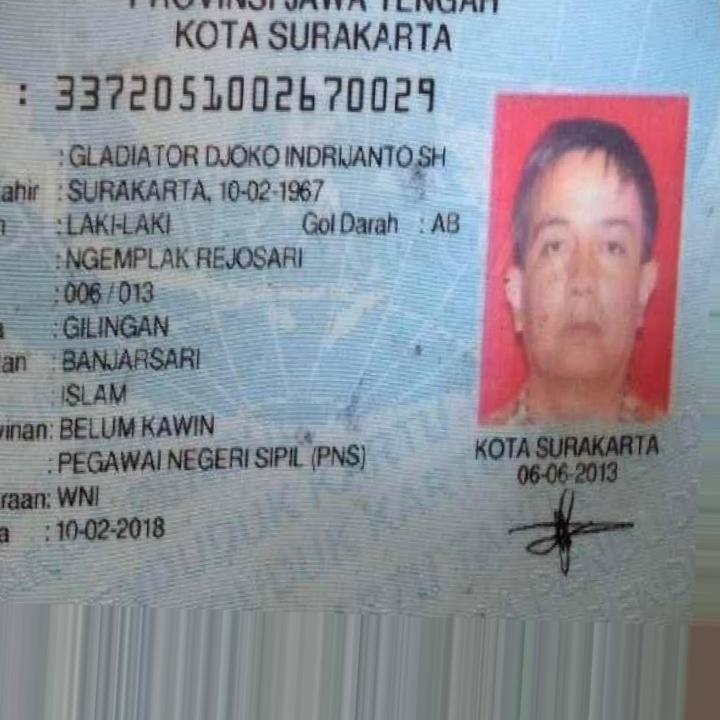 PROVINSI JAWA TENGAH
KOTA SURAKARTA
: 3372051002670029
: GLADIATOR DJOKO INDRIJANTO.SH
ahir : SURAKARTA, 10-02-1967
: LAKI-LAKI Gol Darah : AB
: NGEMPLAK REJOSARI
: 006 / 013
a : GILINGAN
an : BANJARSARI
: ISLAM
inan: BELUM KAWIN
: PEGAWAI NEGERI SIPIL (PNS)
raan: WNI
a : 10-02-2018
KOTA SURAKARTA
06-06-2013